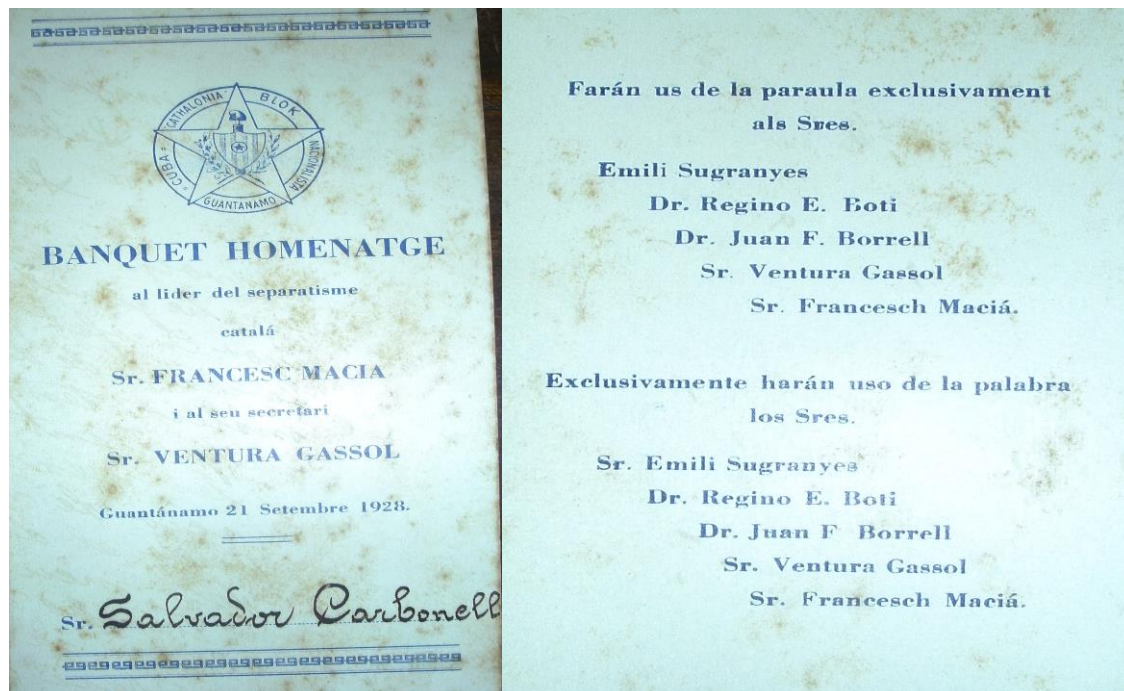 CATHALONIA BLOK
NACIONALISTA
CUBA
GUANTANAMO
BANQUET HOMENATGE
al lider del separatisme
catalá
Sr. FRANCESC MACIA
i al seu secretari
Sr. VENTURA GASSOL
Guantánamo 21 Setembre 1928.
Sr. Salvador Carbonell
Farán us de la paraula exclusivament
als Sres.
Emili Sugranyes
Dr. Regino E. Boti
Dr. Juan F. Borrell
Sr. Ventura Gassol
Sr. Francesch Maciá.
Exclusivamente harán uso de la palabra
los Sres.
Sr. Emili Sugranyes
Dr. Regino E. Boti
Dr. Juan F Borrell
Sr. Ventura Gassol
Sr. Francesch Maciá.